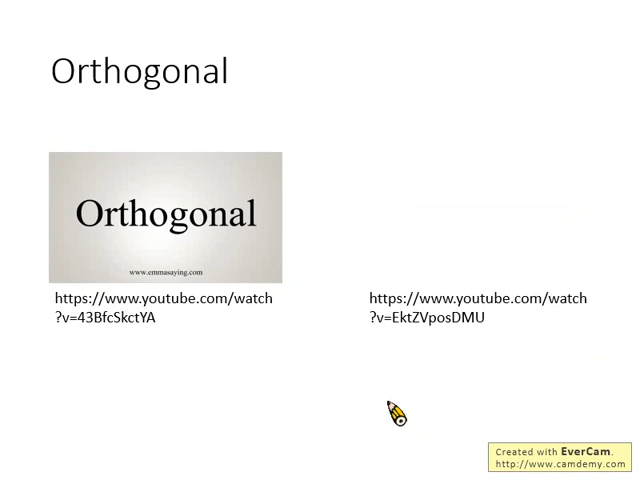 Orthogonal
Orthogonal
www.emmasaying.com
https://www.youtube.com/watch
?v=43BfcSkctYA
https://www.youtube.com/watch
?v=EktZVposDMU
Created with EverCam.
http://www.camdemy.com